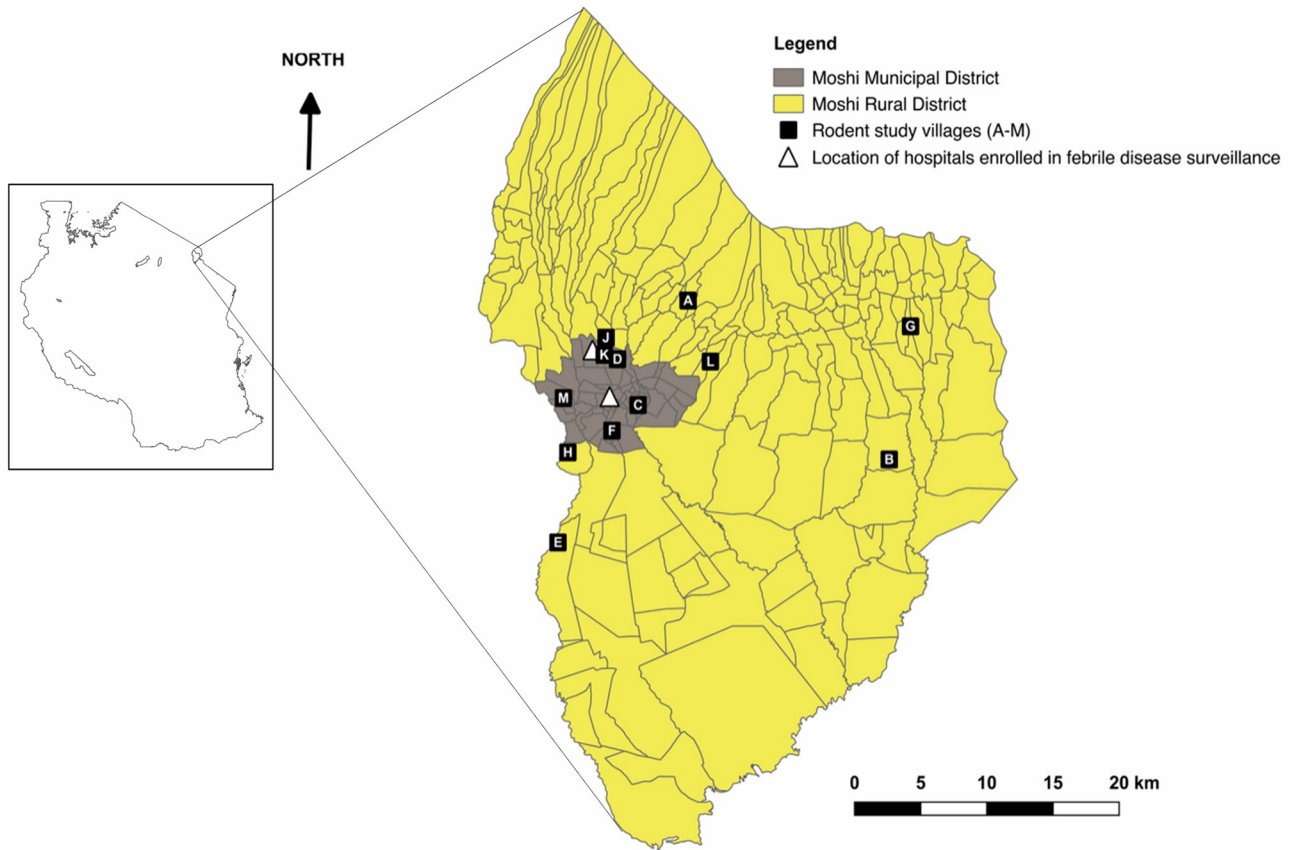 NORTH
Legend
Moshi Municipal District
Moshi Rural District
Rodent study villages (A-M)
Location of hospitals enrolled in febrile disease surveillance
A
G
J
K
D
L
M
C
F
H
B
E
0 5 10 15 20 km